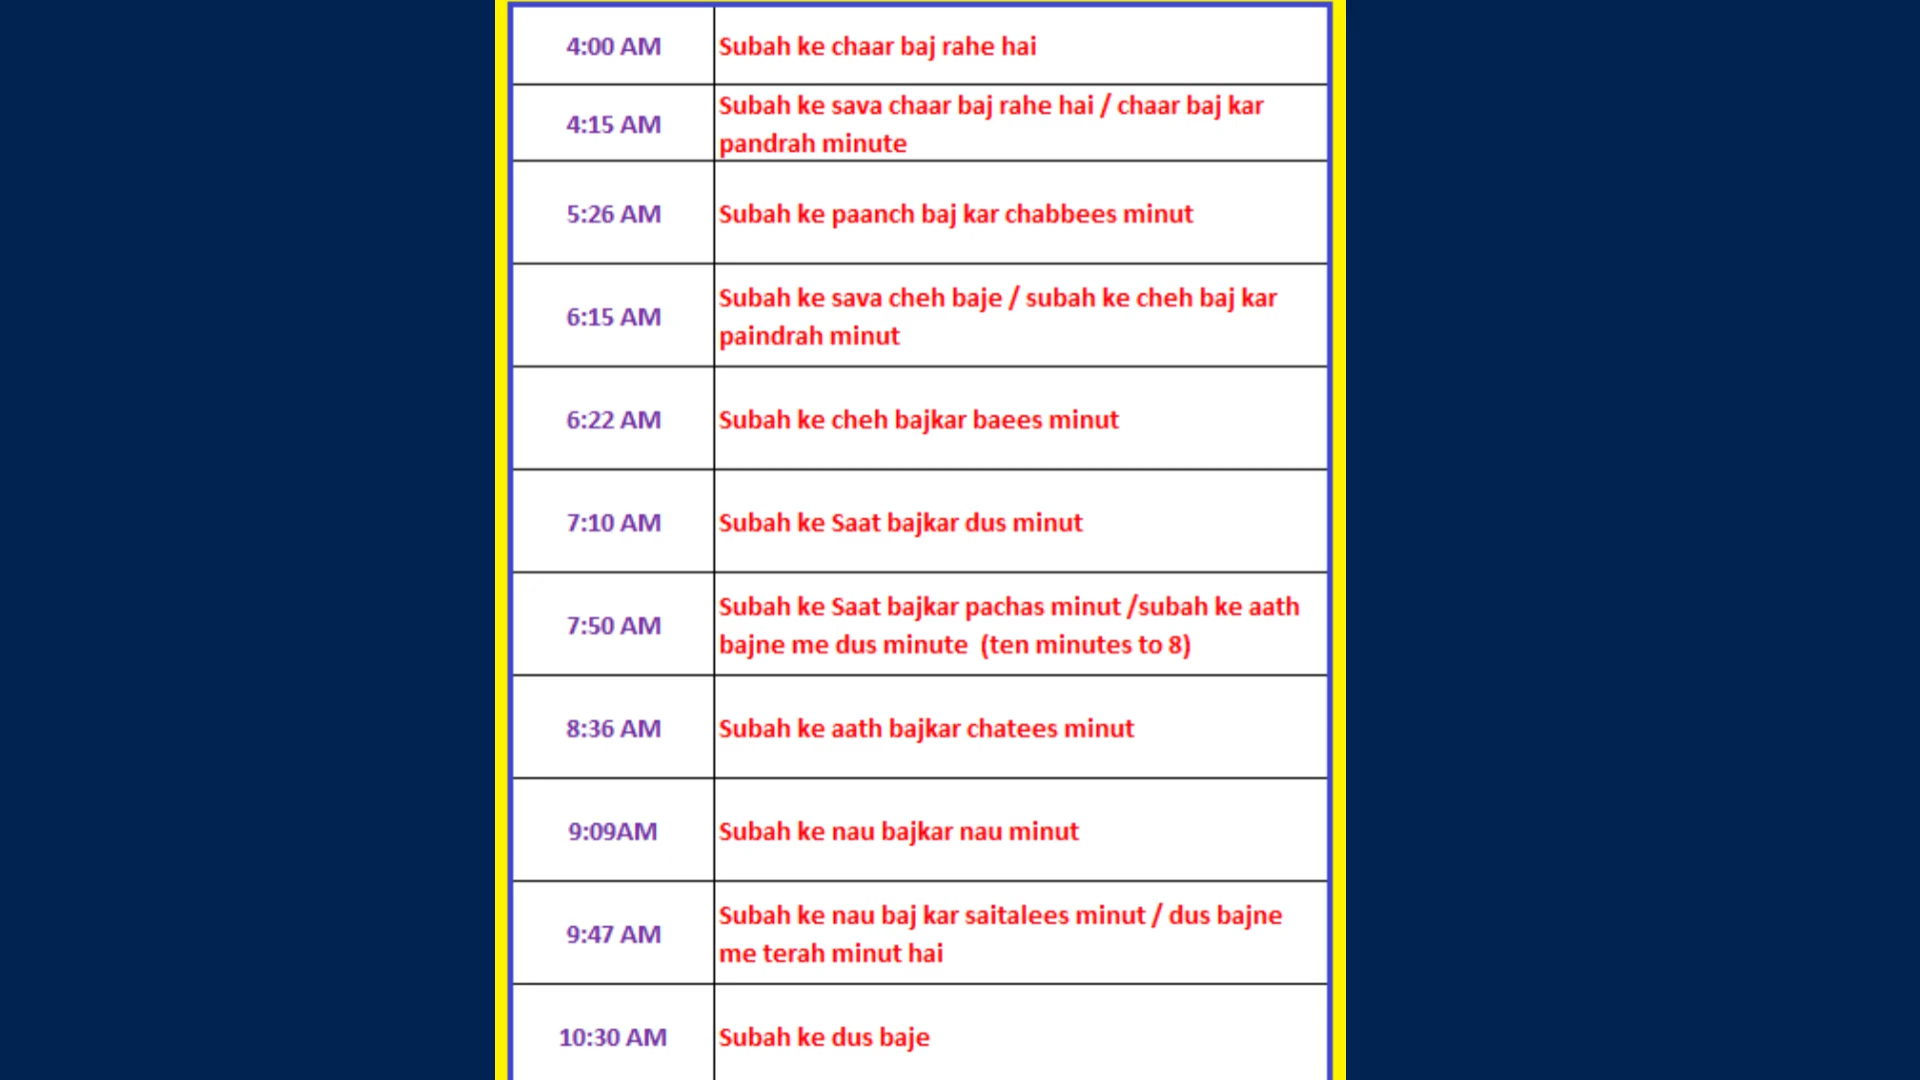 4:00 AM Subah ke chaar baj rahe hai
4:15 AM Subah ke sava chaar baj rahe hai / chaar baj kar
pandrah minute
5:26 AM Subah ke paanch baj kar chabbees minut
6:15 AM Subah ke sava cheh baje / subah ke cheh baj kar
paindrah minut
6:22 AM Subah ke cheh bajkar baees minut
7:10 AM Subah ke Saat bajkar dus minut
7:50 AM Subah ke Saat bajkar pachas minut /subah ke aath
bajne me dus minute (ten minutes to 8)
8:36 AM Subah ke aath bajkar chatees minut
9:09AM Subah ke nau bajkar nau minut
9:47 AM Subah ke nau baj kar saitalees minut / dus bajne
me terah minut hai
10:30 AM Subah ke dus baje